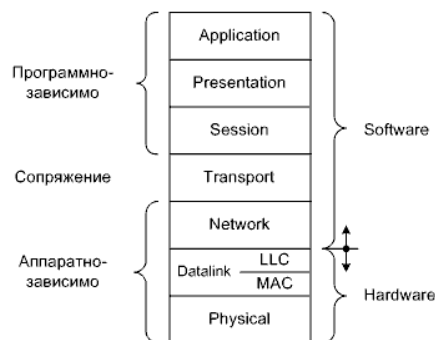 Программно-
зависимо
Сопряжение
Аппаратно-
зависимо
Application
Presentation
Session
Transport
Network
Datalink
LLC
MAC
Physical
Software
Hardware